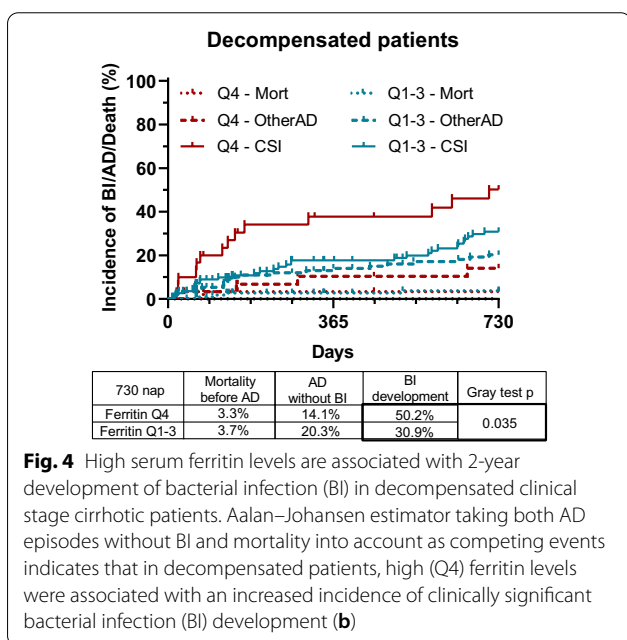 Decompensated patients
Incidence of BI/AD/Death (%)
100
80
60
40
20
0
Q4 - Mort Q1-3 - Mort
Q4 - OtherAD Q1-3 - OtherAD
Q4 - CSI Q1-3 - CSI
0 365 730
Days
730 nap Mortality before AD AD without BI BI development Gray test p
Ferritin Q4 3.3% 14.1% 50.2% 0.035
Ferritin Q1-3 3.7% 20.3% 30.9%
Fig. 4 High serum ferritin levels are associated with 2-year
development of bacterial infection (BI) in decompensated clinical
stage cirrhotic patients. Aalan–Johansen estimator taking both AD
episodes without BI and mortality into account as competing events
indicates that in decompensated patients, high (Q4) ferritin levels
were associated with an increased incidence of clinically significant
bacterial infection (BI) development (b)